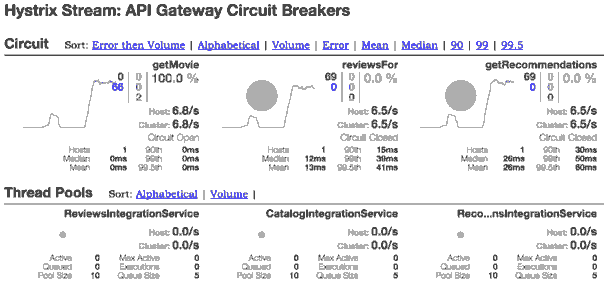 Hystrix Stream: API Gateway Circuit Breakers
Circuit Sort: Error then Volume | Alphabetical | Volume | Error | Mean | Median | 90 | 99 | 99.5
getMovie
0 0 100.0 %
66 0
2
Host: 6.8/s
Cluster: 6.8/s
Circuit Open
Hosts 1 90th 0ms
Median 0ms 99th 0ms
Mean 0ms 99.5th 0ms
reviewsFor
69 0 0.0 %
0 0
0
Host: 6.5/s
Cluster: 6.5/s
Circuit Closed
Hosts 1 90th 15ms
Median 12ms 99th 39ms
Mean 13ms 99.5th 41ms
getRecommendations
69 0 0.0 %
0 0
0
Host: 6.5/s
Cluster: 6.5/s
Circuit Closed
Hosts 1 90th 30ms
Median 26ms 99th 50ms
Mean 26ms 99.5th 60ms
Thread Pools Sort: Alphabetical | Volume |
ReviewsIntegrationService
Host: 0.0/s
Cluster: 0.0/s
Active 0 Max Active 0
Queued 0 Executions 0
Pool Size 10 Queue Size 5
CatalogIntegrationService
Host: 0.0/s
Cluster: 0.0/s
Active 0 Max Active 0
Queued 0 Executions 0
Pool Size 10 Queue Size 5
Reco...nsIntegrationService
Host: 0.0/s
Cluster: 0.0/s
Active 0 Max Active 0
Queued 0 Executions 0
Pool Size 10 Queue Size 5